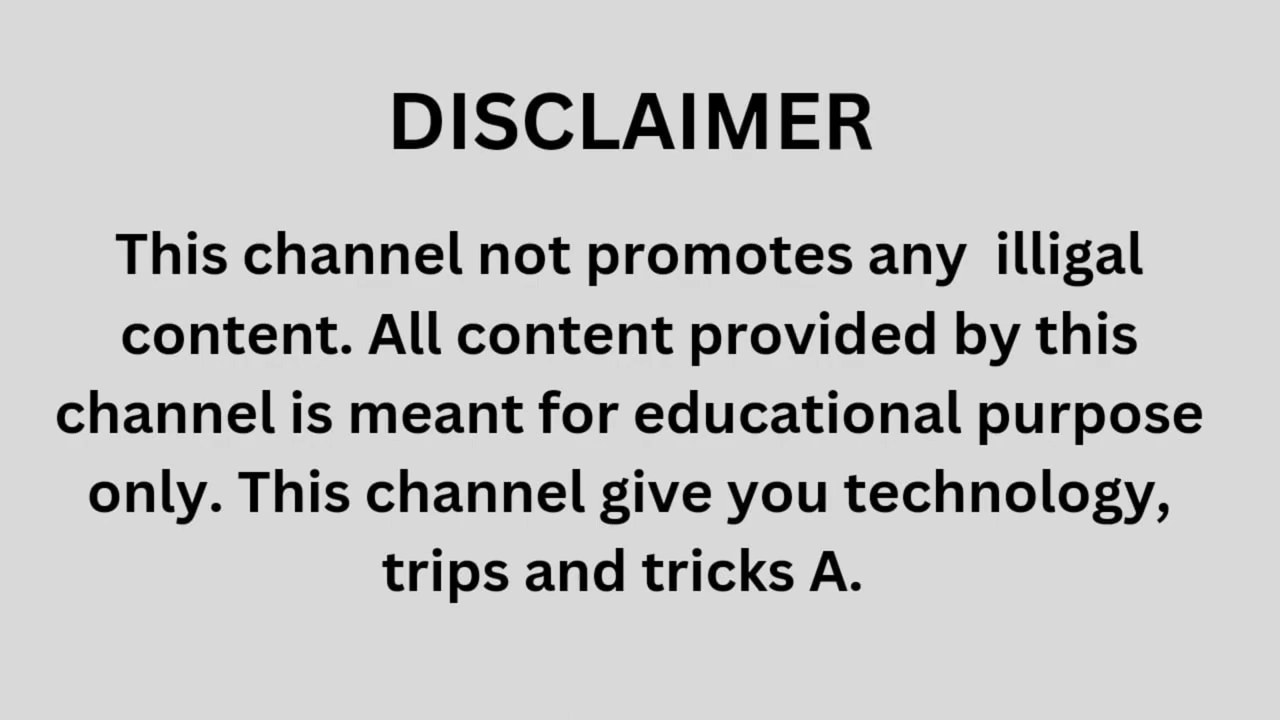 DISCLAIMER
This channel not promotes any  illigal
content. All content provided by this
channel is meant for educational purpose
only. This channel give you technology,
trips and tricks A.